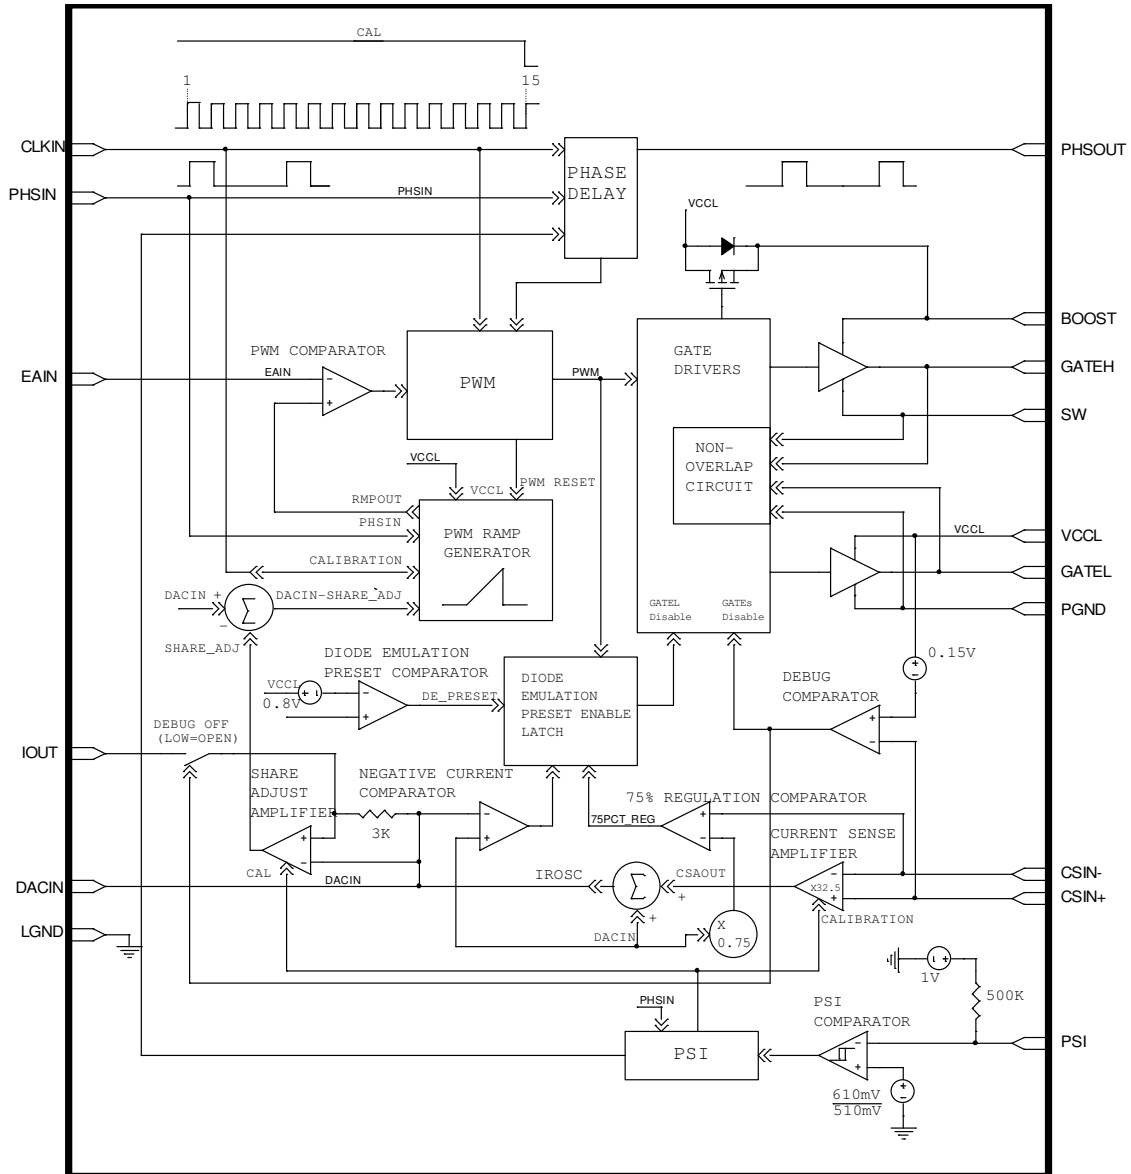 CAL
1
15
CLKIN
PHSOUT
PHASE
DELAY
PHSIN
PHSIN
VCCL
BOOST
PWM COMPARATOR
GATE
DRIVERS
EAIN
EAIN
PWM
PWM
GATEH
SW
NON-
OVERLAP
CIRCUIT
VCCL
VCCL
PWM RESET
RMPOUT
PHSIN
PWM RAMP
GENERATOR
VCCL
VCCL
CALIBRATION
GATEL
DACIN
DACIN-SHARE_ADJ
GATEL
Disable
GATEs
Disable
PGND
SHARE_ADJ
0.15V
DIODE EMULATION
PRESET COMPARATOR
DEBUG
COMPARATOR
DIODE
EMULATION
PRESET ENABLE
LATCH
VCCL
0.8V
DE_PRESET
DEBUG OFF
(LOW=OPEN)
IOUT
SHARE
ADJUST
AMPLIFIER
NEGATIVE CURRENT
COMPARATOR
75% REGULATION COMPARATOR
75PCT_REG
3K
CURRENT SENSE
AMPLIFIER
CAL
DACIN
DACIN
IROSC
CSAOUT
X32.5
CSIN-
CSIN+
CALIBRATION
LGND
DACIN
X
0.75
1V
500K
PHSIN
PSI
COMPARATOR
PSI
PSI
610mV
510mV